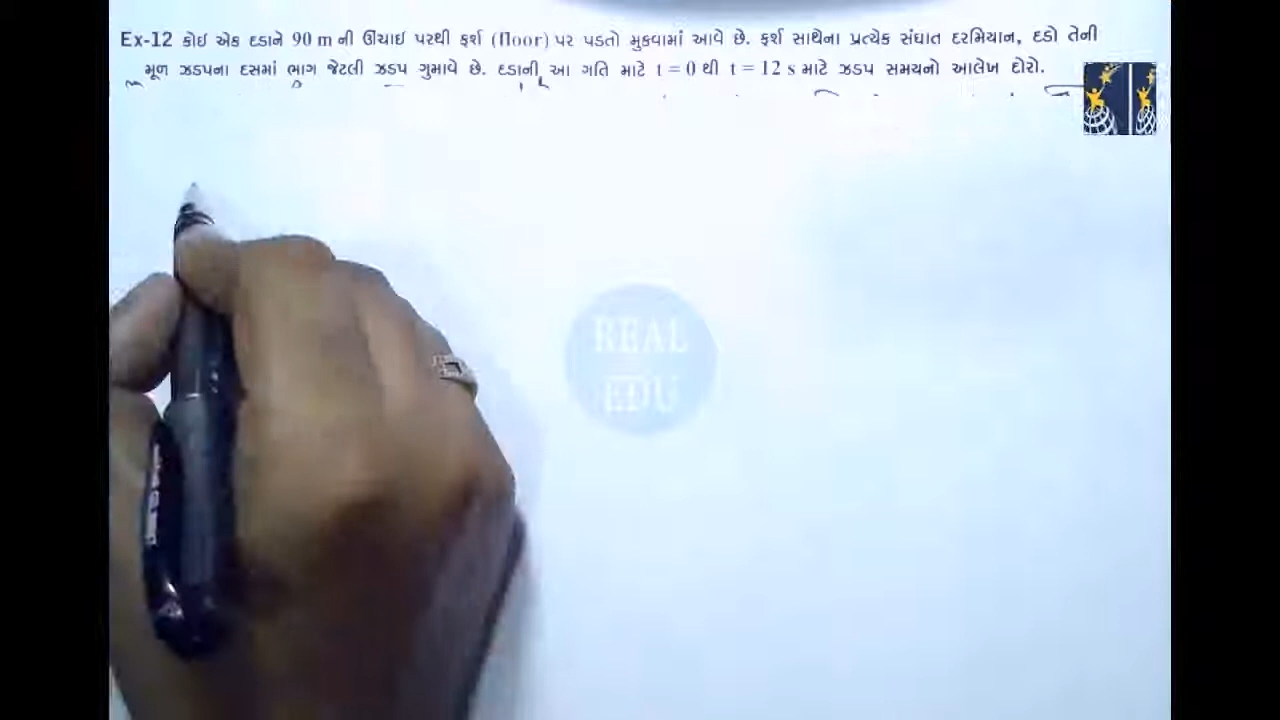 Ex-12 કોઈ એક દડાને 90 m ની ઊંચાઈ પરથી ફર્શ (floor) પર પડતો મુકવામાં આવે છે. ફર્શ સાથેના પ્રત્યેક સંઘાત દરમિયાન, દડો તેની
મૂળ ઝડપના દસમાં ભાગ જેટલી ઝડપ ગુમાવે છે. દડાની આ ગતિ માટે t = 0 થી t = 12 s માટે ઝડપ સમયનો આલેખ દોરો.
REAL
EDU